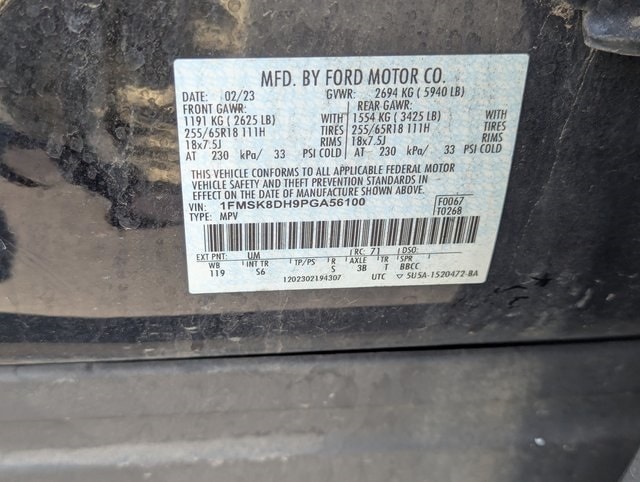 MFD. BY FORD MOTOR CO.
DATE: 02/23 GVWR: 2694 KG ( 5940 LB)
FRONT GAWR: REAR GAWR:
1191 KG ( 2625 LB) WITH 1554 KG ( 3425 LB) WITH
255/65R18 111H TIRES 255/65R18 111H TIRES
18x7.5J RIMS 18x7.5J RIMS
AT 230 kPa/ 33 PSI COLD AT 230 kPa/ 33 PSI COLD
THIS VEHICLE CONFORMS TO ALL APPLICABLE FEDERAL MOTOR
VEHICLE SAFETY AND THEFT PREVENTION STANDARDS IN
EFFECT ON THE DATE OF MANUFACTURE SHOWN ABOVE.
VIN: 1FMSK8DH9PGA56100 F0067
TYPE: MPV T0268
EXT PNT: UM RC: 71 DSO:
WB INT TR TP/PS R AXLE TR SPR
119 S6 S 3B T BBCC
1202302194307 UTC 5U5A-1520472-BA